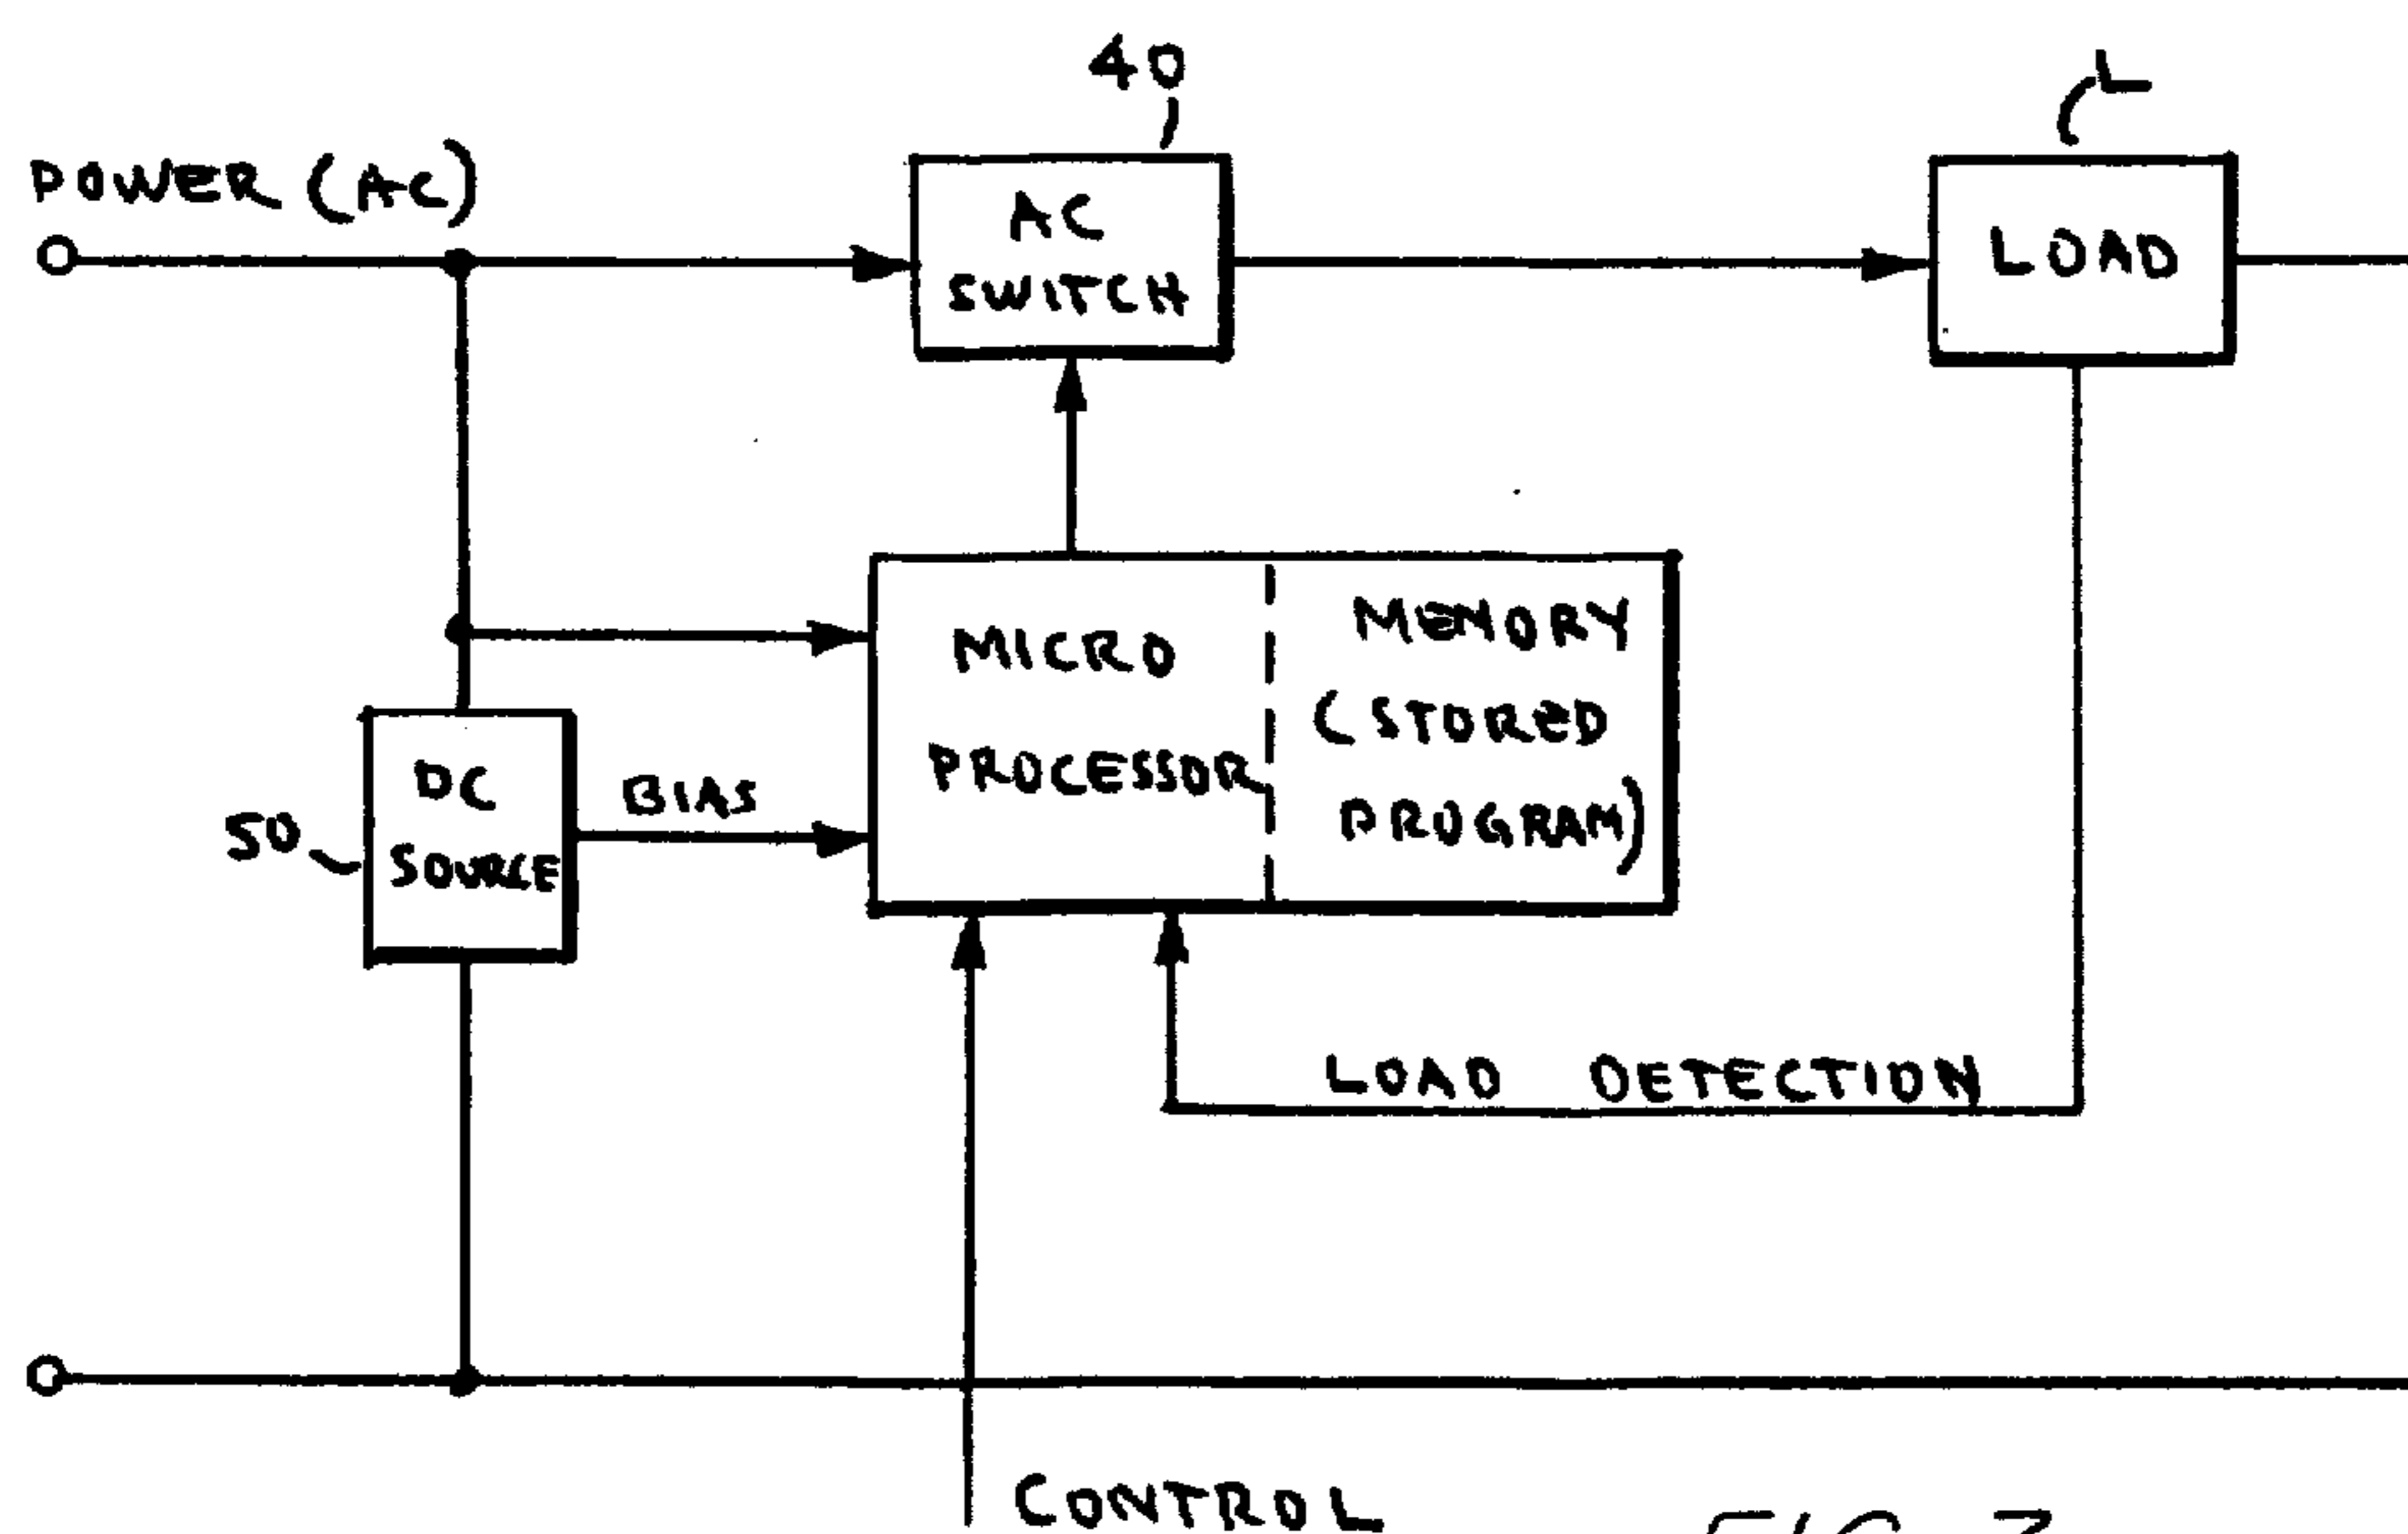 40
L
POWER (AC)
AC
SWITCH
LOAD
MICRO
PROCESSOR
MEMORY
(STORED
PROGRAM)
DC
SOURCE
50
BIAS
LOAD DETECTION
CONTROL